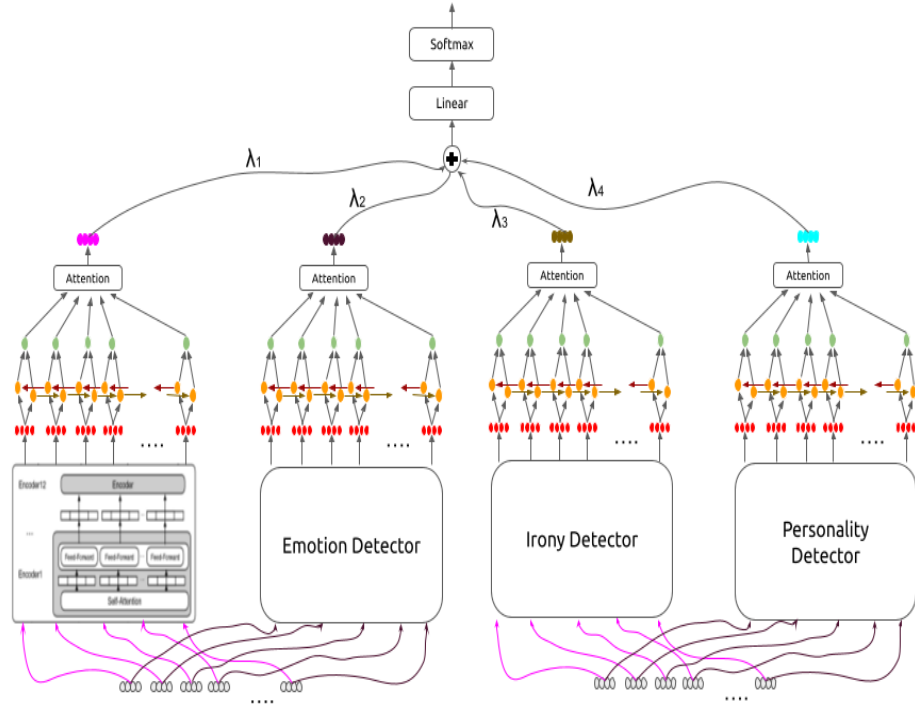 Softmax
Linear
λ1
λ2
λ3
λ4
Attention
Attention
Attention
Attention
....
....
....
....
Encoder12
Encoder
...
Encoder1
Feed-Forward
Feed-Forward
...
Feed-Forward
Self-Attention
Emotion Detector
Irony Detector
Personality
Detector
....
....